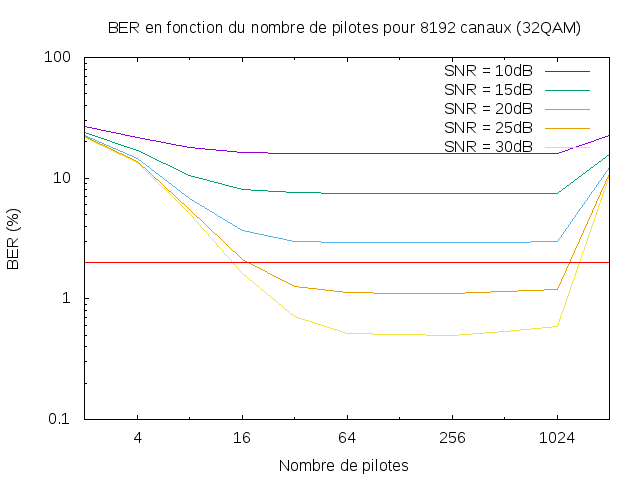 BER en fonction du nombre de pilotes pour 8192 canaux (32QAM)
100
10
1
0.1
BER (%)
SNR = 10dB
SNR = 15dB
SNR = 20dB
SNR = 25dB
SNR = 30dB
4 16 64 256 1024
Nombre de pilotes